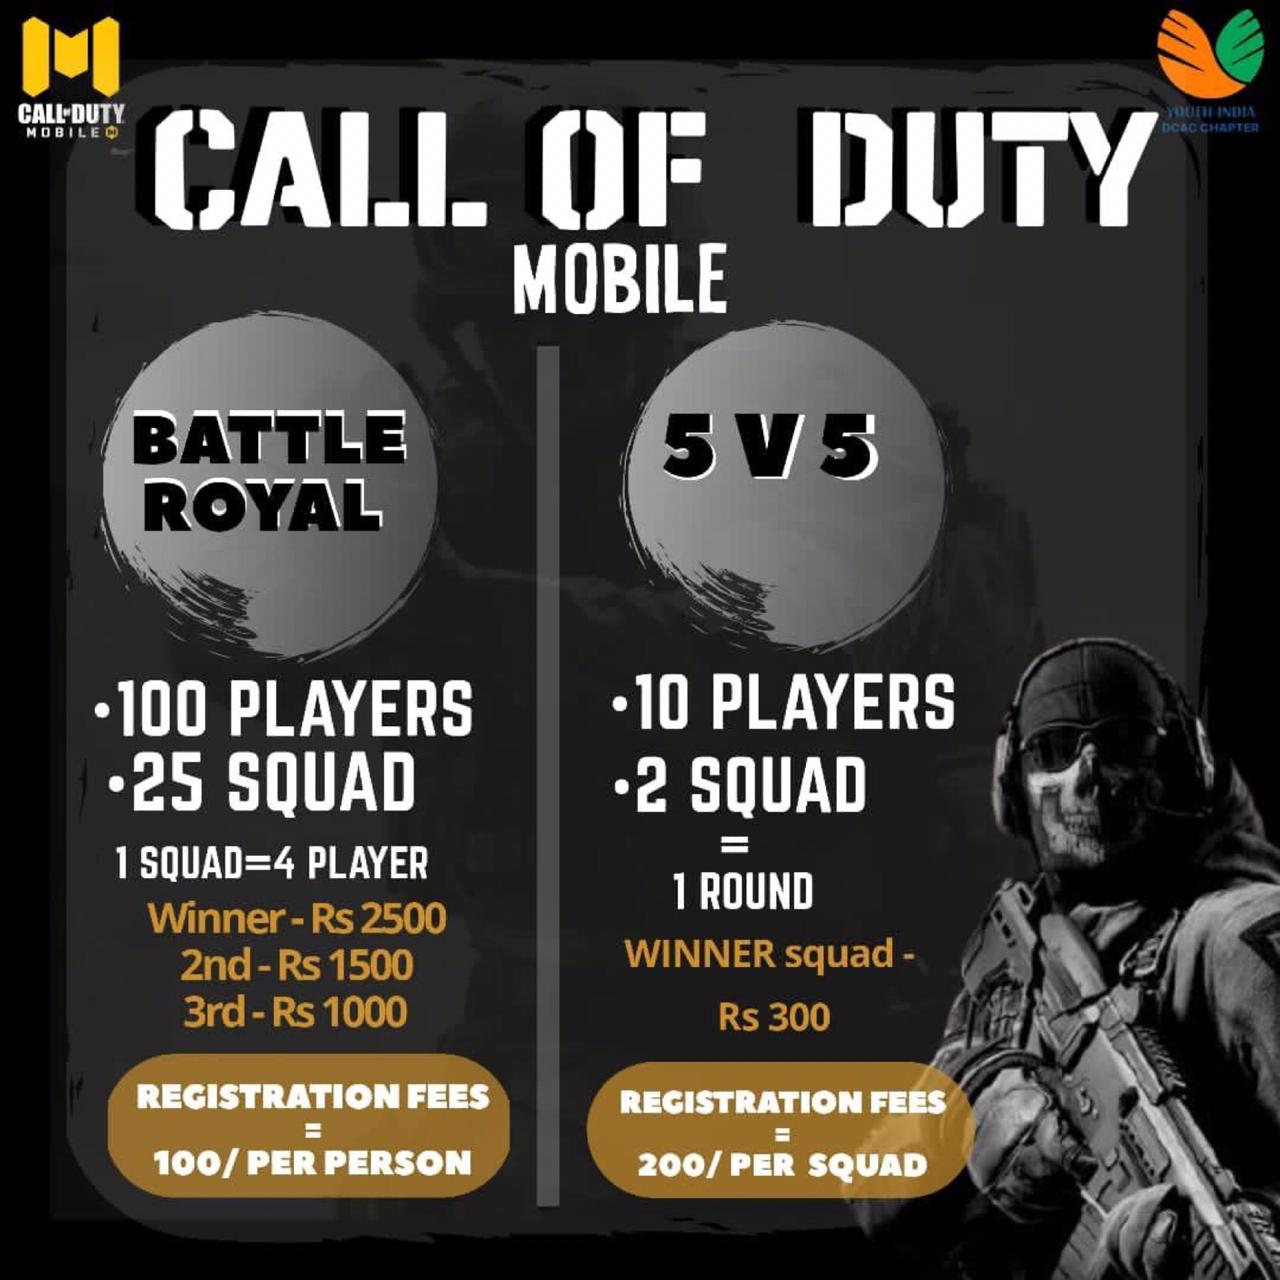 CALL OF DUTY
MOBILE
YOUTH INDIA
DCAC CHAPTER
CALL OF DUTY
MOBILE
BATTLE
ROYAL
•100 PLAYERS
•25 SQUAD
1 SQUAD=4 PLAYER
Winner - Rs 2500
2nd - Rs 1500
3rd - Rs 1000
REGISTRATION FEES
=
100/ PER PERSON
5 V 5
•10 PLAYERS
•2 SQUAD
=
1 ROUND
WINNER squad -
Rs 300
REGISTRATION FEES
=
200/ PER SQUAD